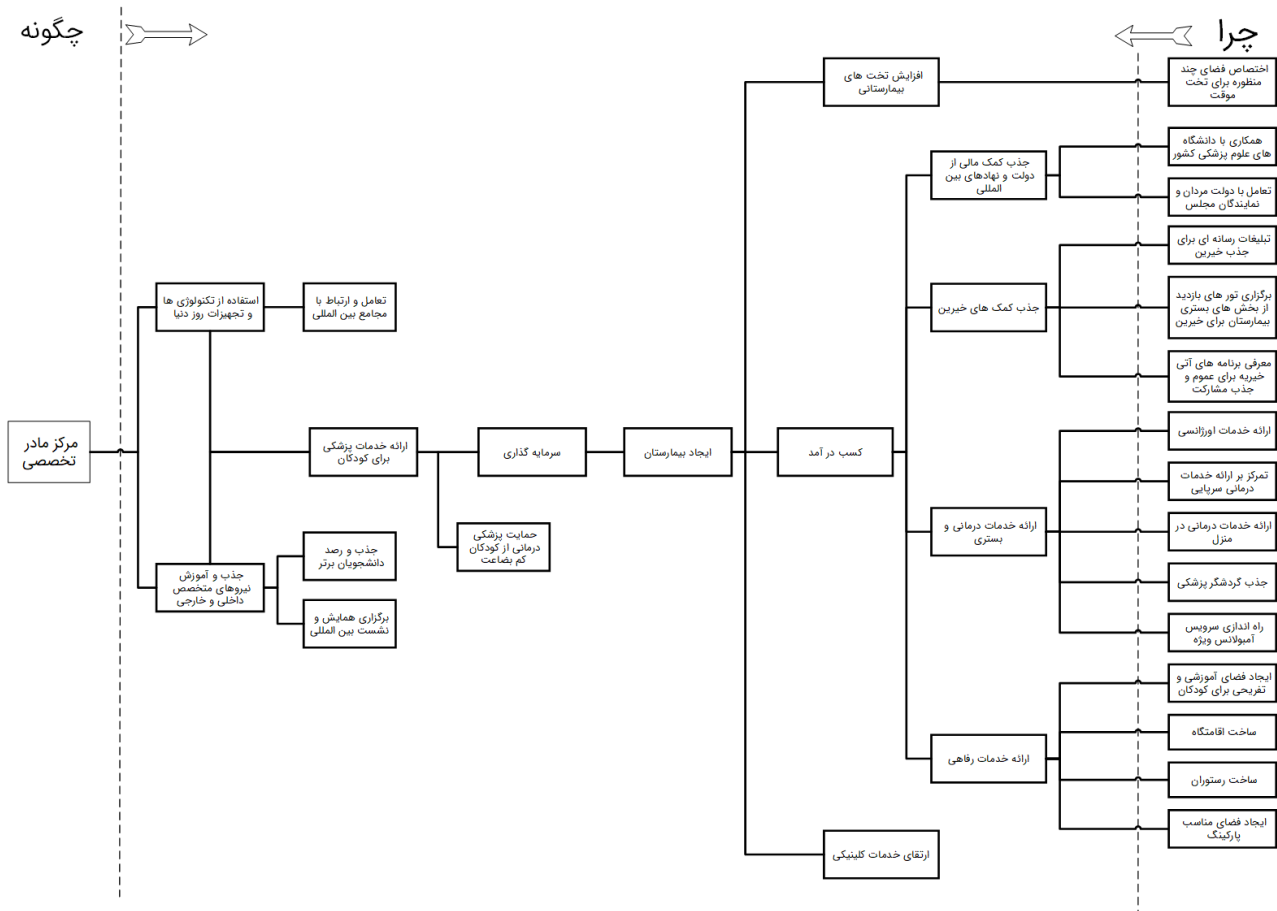 چگونه
چرا
مرکز مادر
تخصصی
استفاده از تکنولوژی ها
و تجهیزات روز دنیا
تعامل و ارتباط با
مجامع بین المللی
جذب و آموزش
نیروهای متخصص
داخلی و خارجی
جذب و رصد
دانشجویان برتر
برگزاری همایش و
نشست بین المللی
ارائه خدمات پزشکی
برای کودکان
حمایت پزشکی
درمانی از کودکان
کم بضاعت
سرمایه گذاری
ایجاد بیمارستان
افزایش تخت های
بیمارستانی
کسب در آمد
ارتقای خدمات کلینیکی
جذب کمک مالی از
دولت و نهادهای بین
المللی
جذب کمک های خیرین
ارائه خدمات درمانی و
بستری
ارائه خدمات رفاهی
اختصاص فضای چند
منظوره برای تخت
موقت
همکاری با دانشگاه
های علوم پزشکی کشور
تعامل با دولت مردان و
نمایندگان مجلس
تبلیغات رسانه ای برای
جذب خیرین
برگزاری تور های بازدید
از بخش های بستری
بیمارستان برای خیرین
معرفی برنامه های آتی
خیریه برای عموم و
جذب مشارکت
ارائه خدمات اورژانسی
تمرکز بر ارائه خدمات
درمانی سرپایی
ارائه خدمات درمانی در
منزل
جذب گردشگر پزشکی
راه اندازی سرویس
آمبولانس ویژه
ایجاد فضای آموزشی و
تفریحی برای کودکان
ساخت اقامتگاه
ساخت رستوران
ایجاد فضای مناسب
پارکینگ